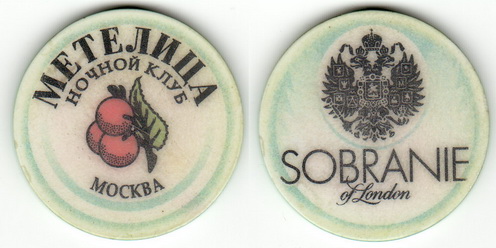 МЕТЕЛИЦА
НОЧНОЙ КЛУБ
МОСКВА
SOBRANIE
of London